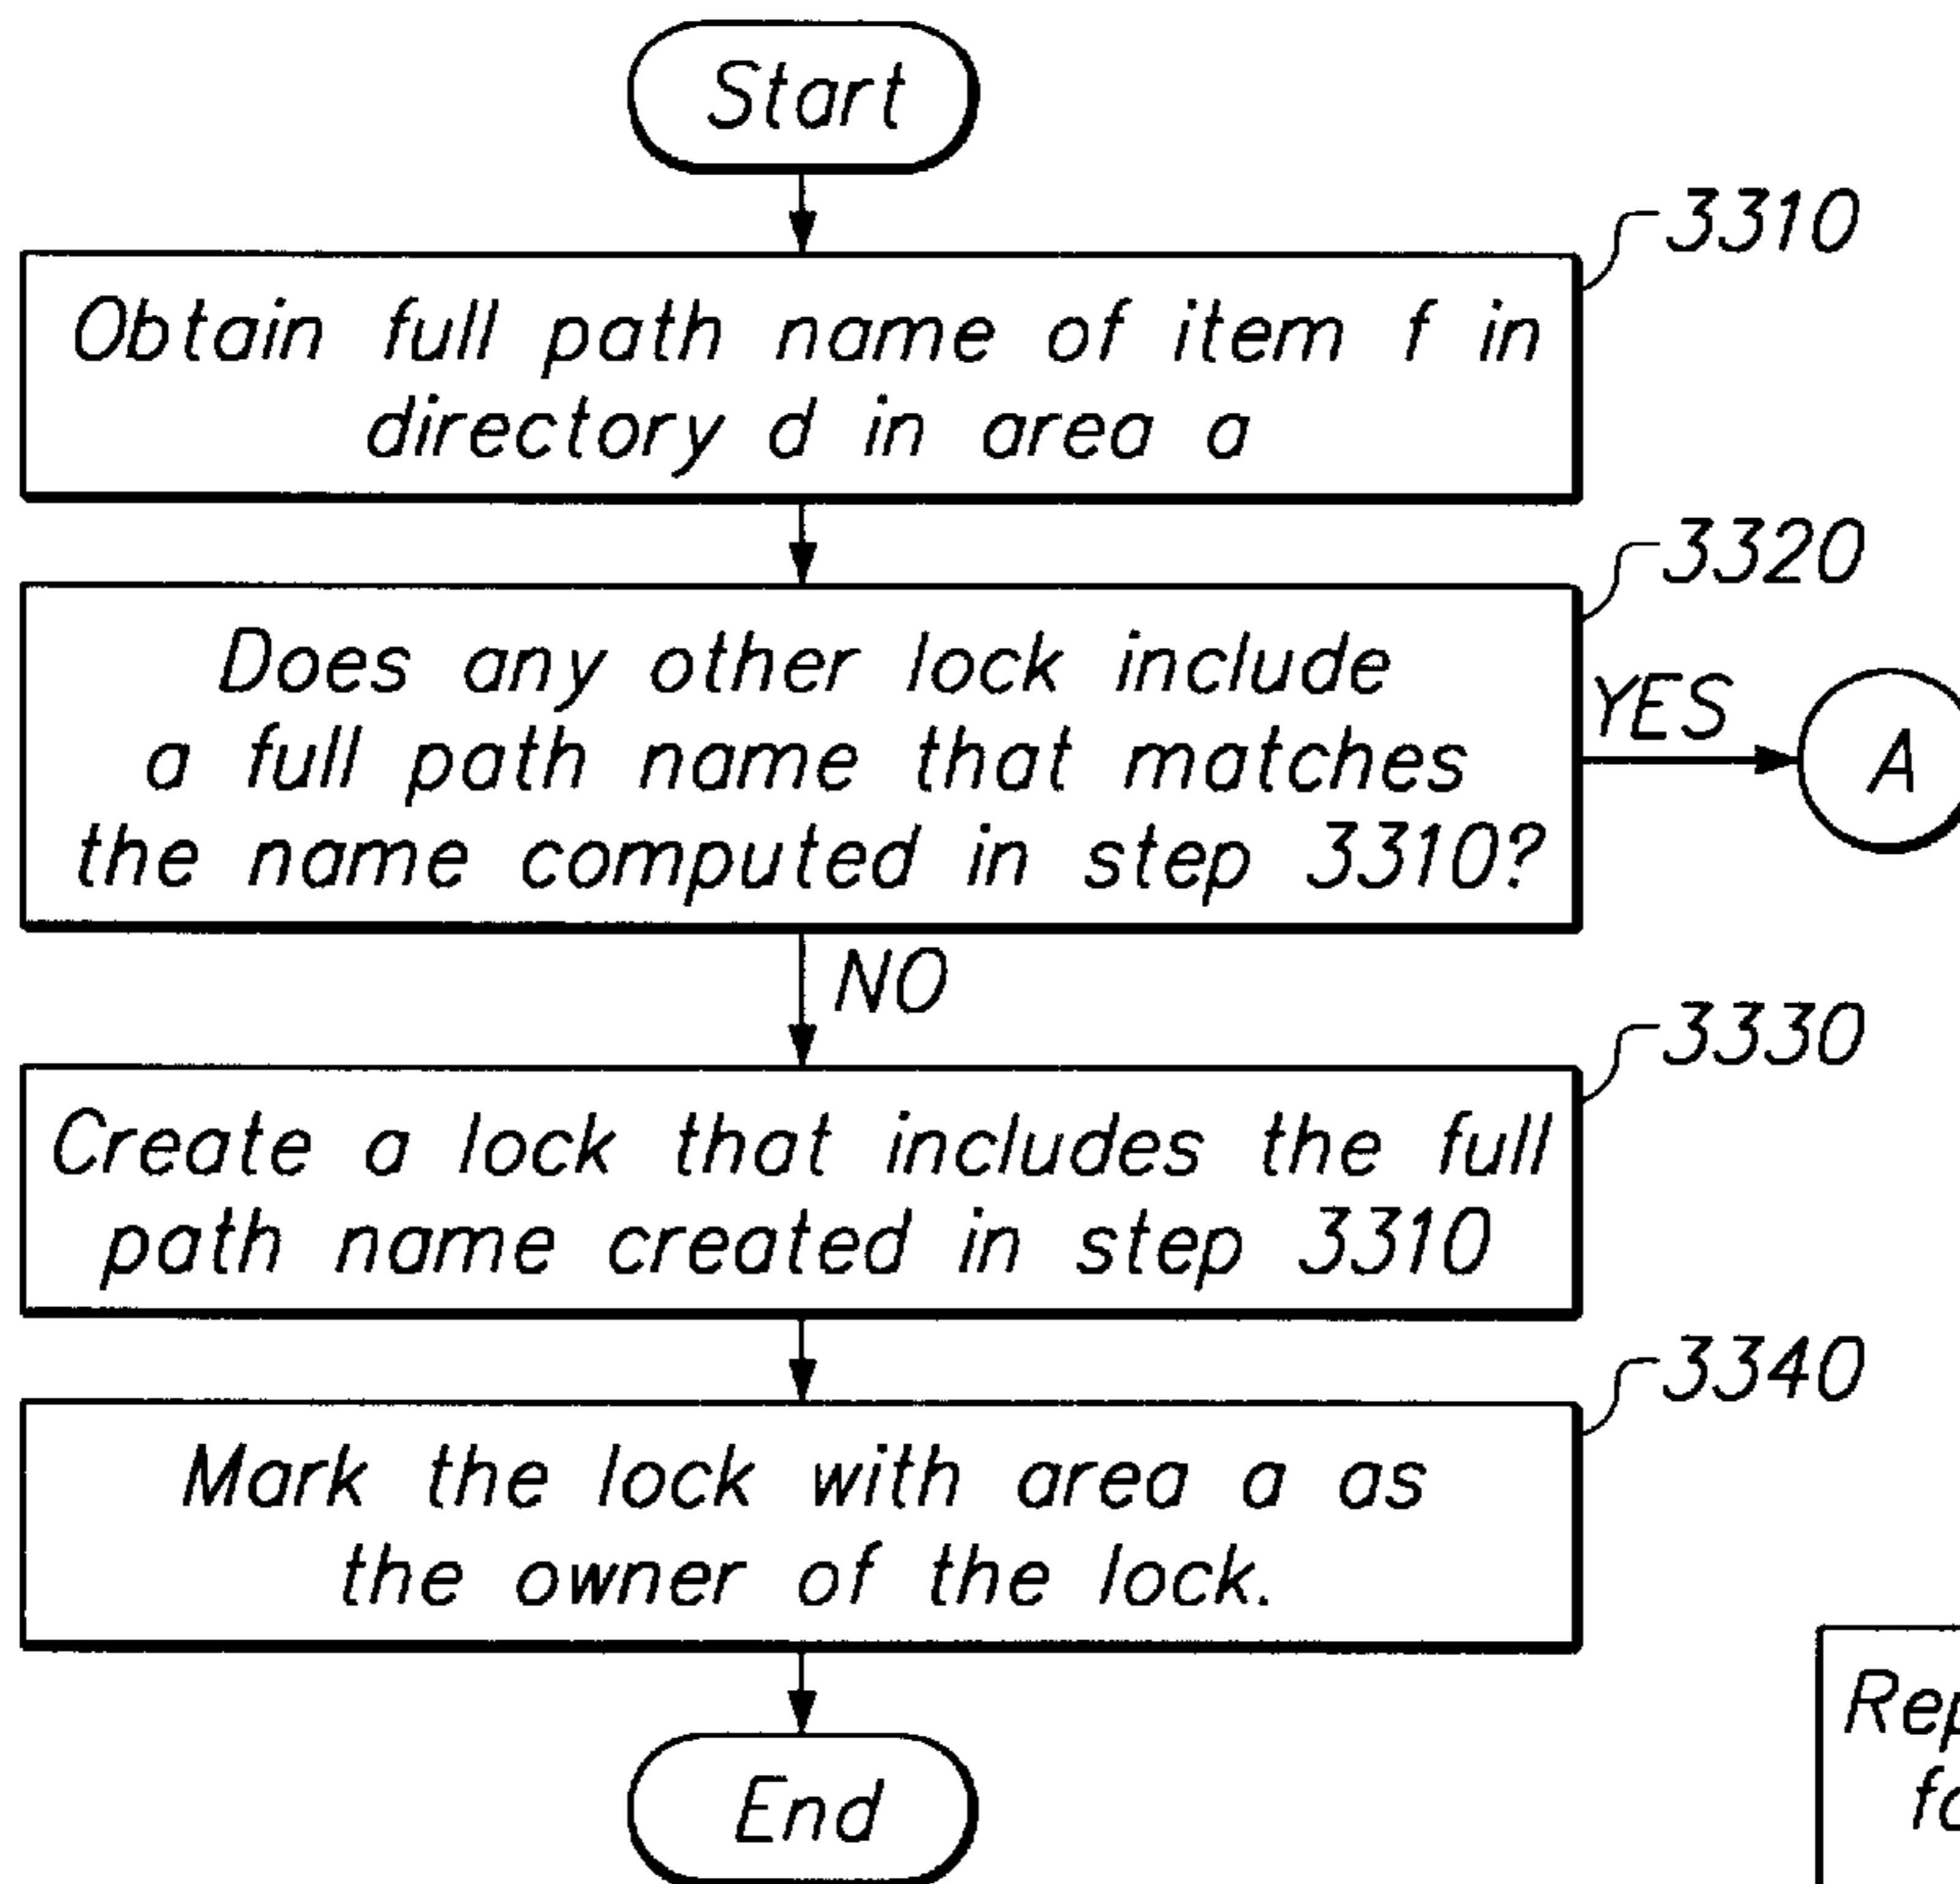 Start
3310
Obtain full path name of item f in
directory d in area a
3320
Does any other lock include
a full path name that matches
the name computed in step 3310?
YES
A
NO
3330
Create a lock that includes the full
path name created in step 3310
3340
Mark the lock with area a as
the owner of the lock.
End